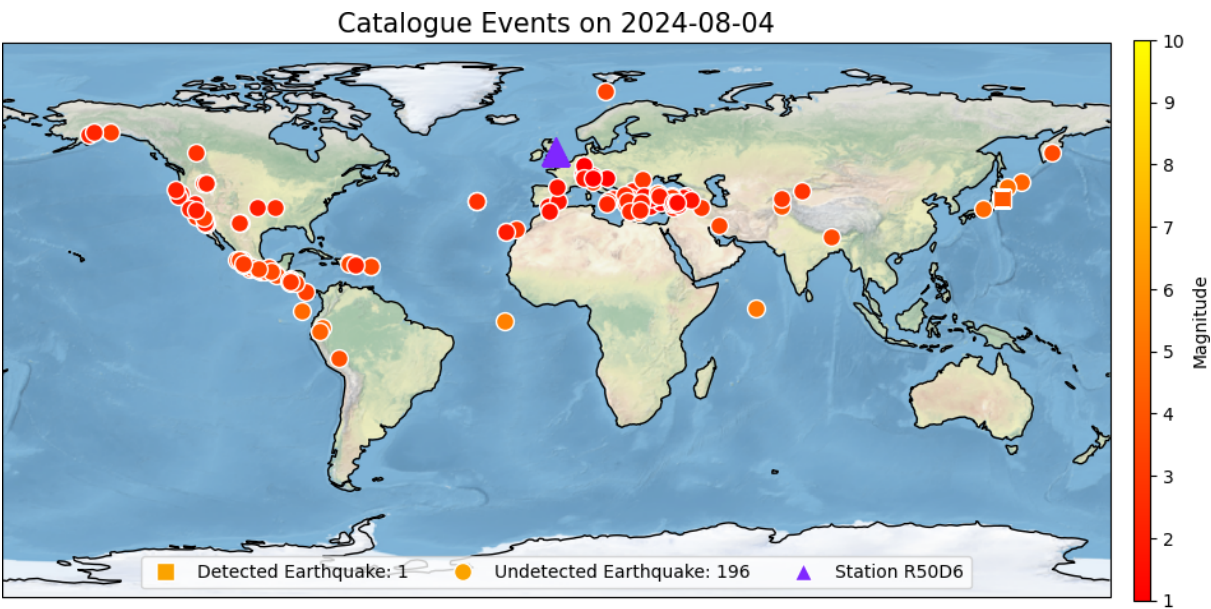 Catalogue Events on 2024-08-04
10
9
8
7
6
5
4
3
2
1
Magnitude
Detected Earthquake: 1
Undetected Earthquake: 196
Station R50D6